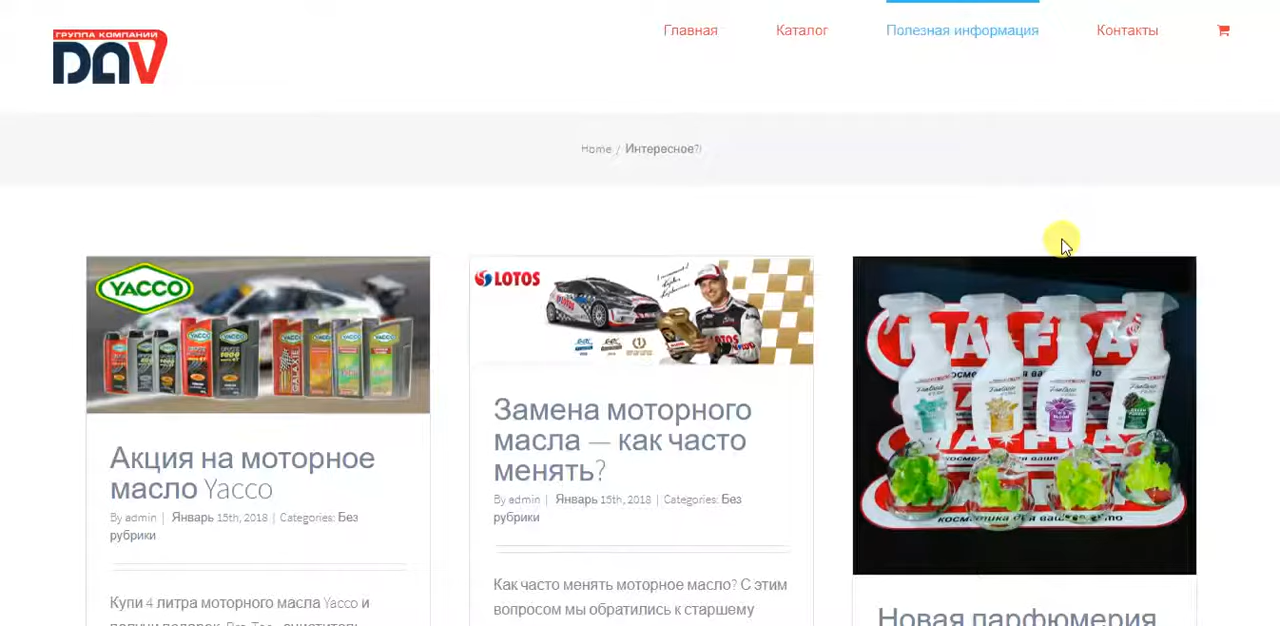 ГРУППА КОМПАНИЙ
DAV
Главная
Каталог
Полезная информация
Контакты
Home / Интересное?!
YACCO
Акция на моторное
масло Yacco
By admin | Январь 15th, 2018 | Categories: Без
рубрики
Купи 4 литра моторного масла Yacco и
LOTOS
Замена моторного
масла — как часто
менять?
By admin | Январь 15th, 2018 | Categories: Без
рубрики
Как часто менять моторное масло? С этим
вопросом мы обратились к старшему
MA-FRA
Новая парфюмерия